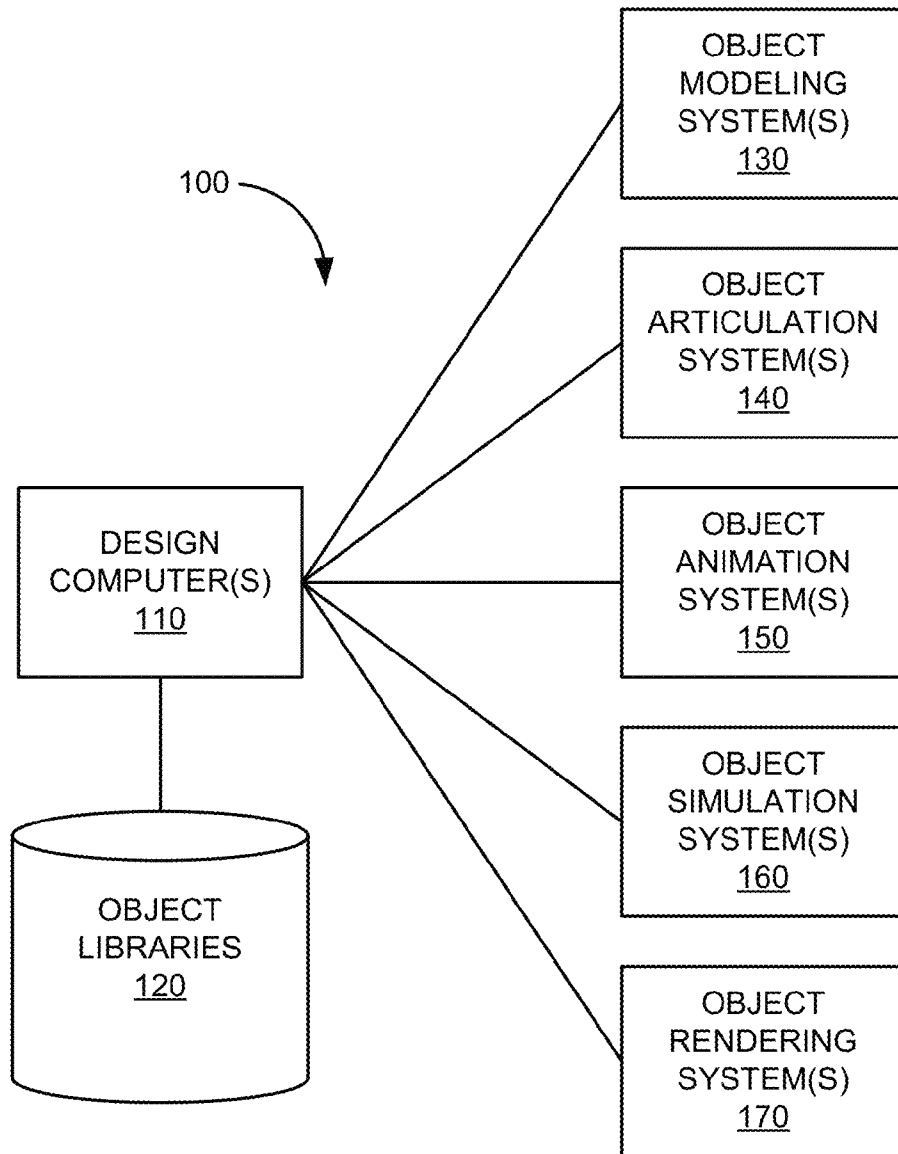 OBJECT
MODELING
SYSTEM(S)
130
100
OBJECT
ARTICULATION
SYSTEM(S)
140
DESIGN
COMPUTER(S)
110
OBJECT
ANIMATION
SYSTEM(S)
150
OBJECT
SIMULATION
SYSTEM(S)
160
OBJECT
LIBRARIES
120
OBJECT
RENDERING
SYSTEM(S)
170